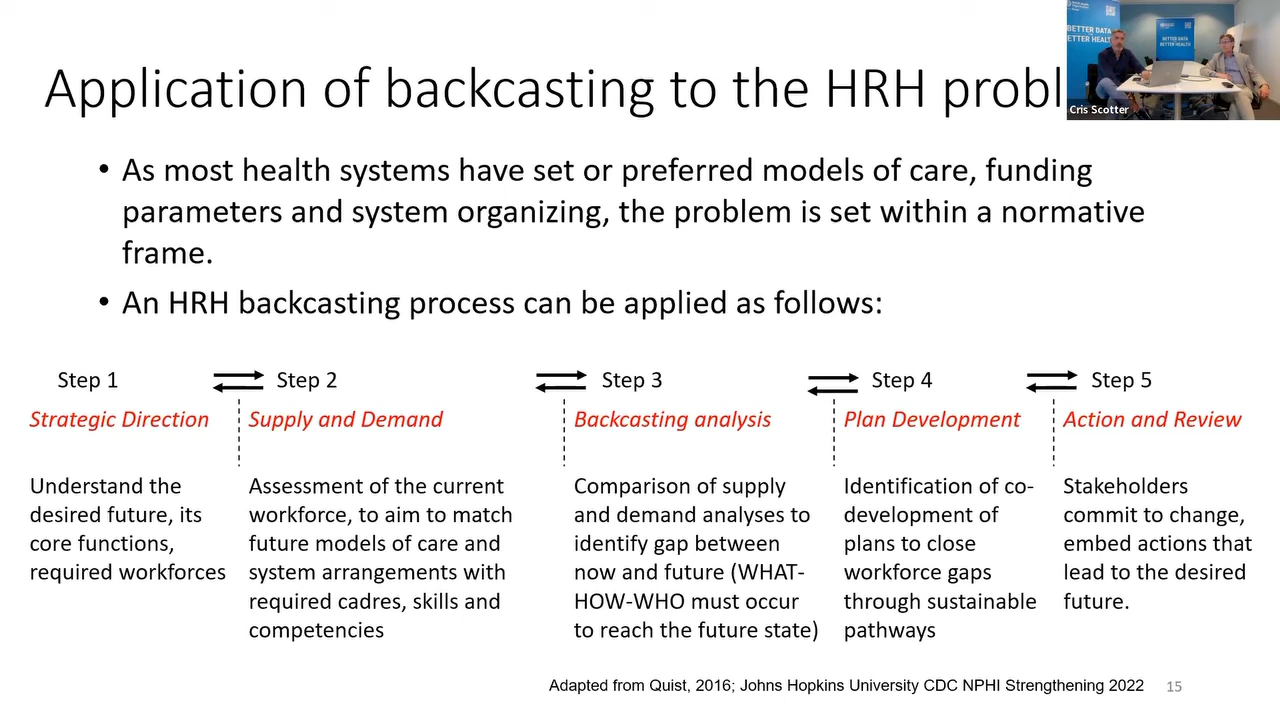 Application of backcasting to the HRH probl
BETTER DATA
BETTER HEALTH
BETTER DATA
BETTER HEALTH
Cris Scotter
• As most health systems have set or preferred models of care, funding
parameters and system organizing, the problem is set within a normative
frame.
• An HRH backcasting process can be applied as follows:
Step 1
Strategic Direction
Understand the
desired future, its
core functions,
required workforces
Step 2
Supply and Demand
Assessment of the current
workforce, to aim to match
future models of care and
system arrangements with
required cadres, skills and
competencies
Step 3
Backcasting analysis
Comparison of supply
and demand analyses to
identify gap between
now and future (WHAT-
HOW-WHO must occur
to reach the future state)
Step 4
Plan Development
Identification of co-
development of
plans to close
workforce gaps
through sustainable
pathways
Step 5
Action and Review
Stakeholders
commit to change,
embed actions that
lead to the desired
future.
Adapted from Quist, 2016; Johns Hopkins University CDC NPHI Strengthening 2022
15